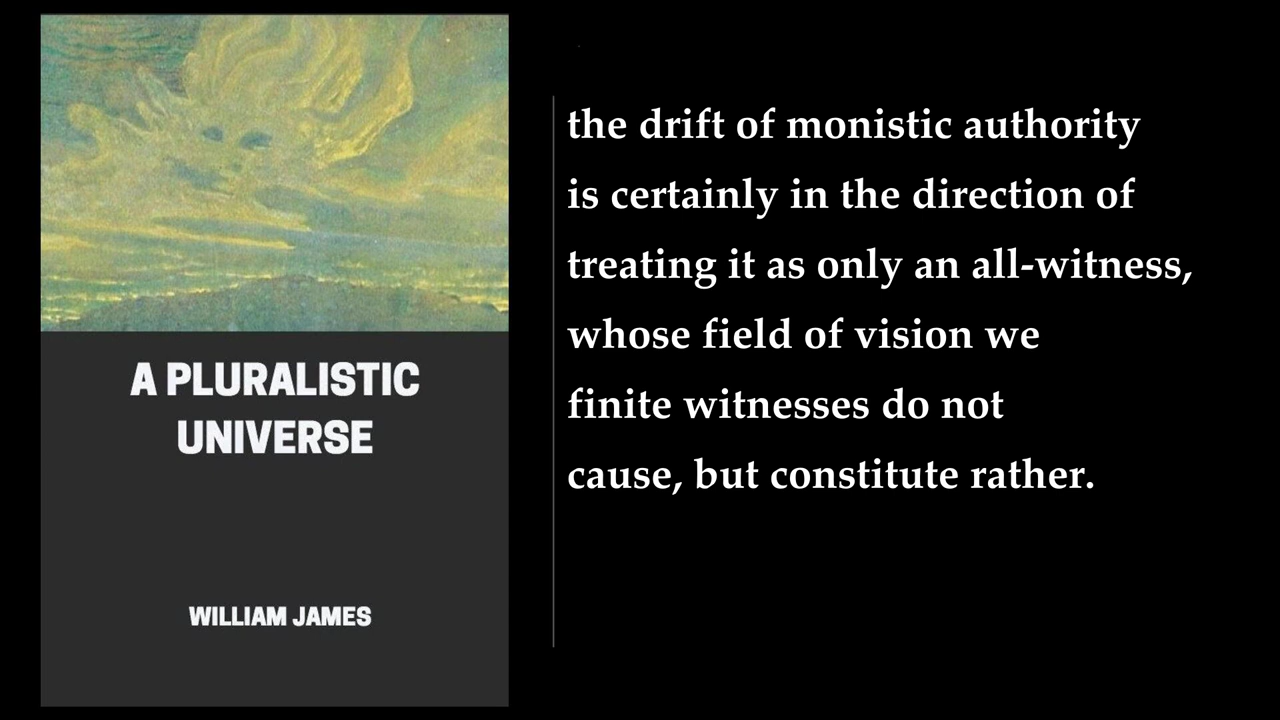 A PLURALISTIC
UNIVERSE
WILLIAM JAMES
the drift of monistic authority
is certainly in the direction of
treating it as only an all-witness,
whose field of vision we
finite witnesses do not
cause, but constitute rather.